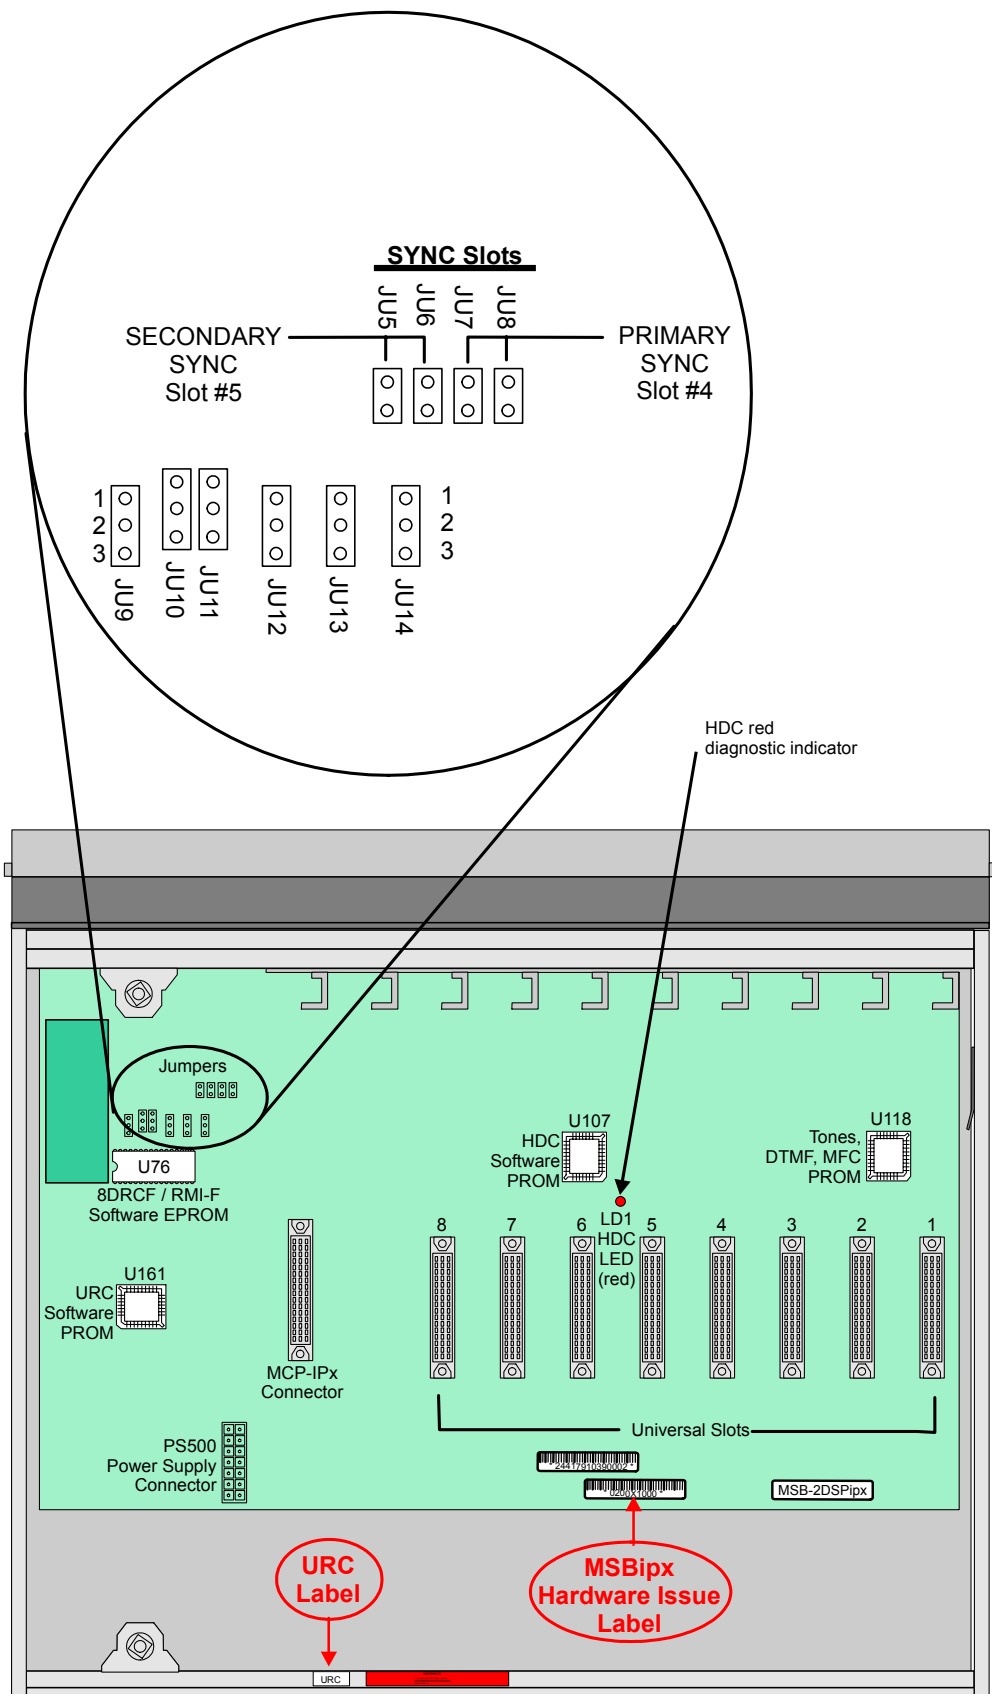 SYNC Slots
JU5
JU6
JU7
JU8
SECONDARY
SYNC
Slot #5
PRIMARY
SYNC
Slot #4
1
2
3
1
2
3
JU9
JU10
JU11
JU12
JU13
JU14
HDC red
diagnostic indicator
Jumpers
U76
8DRCF / RMI-F
Software EPROM
U107
HDC
Software
PROM
U118
Tones,
DTMF, MFC
PROM
LD1
HDC
LED
(red)
8
7
6
5
4
3
2
1
U161
URC
Software
PROM
MCP-IPx
Connector
Universal Slots
PS500
Power Supply
Connector
* 24417910390002 *
* 0200X1000 *
MSB-2DSPipx
URC
Label
MSBipx
Hardware Issue
Label
URC